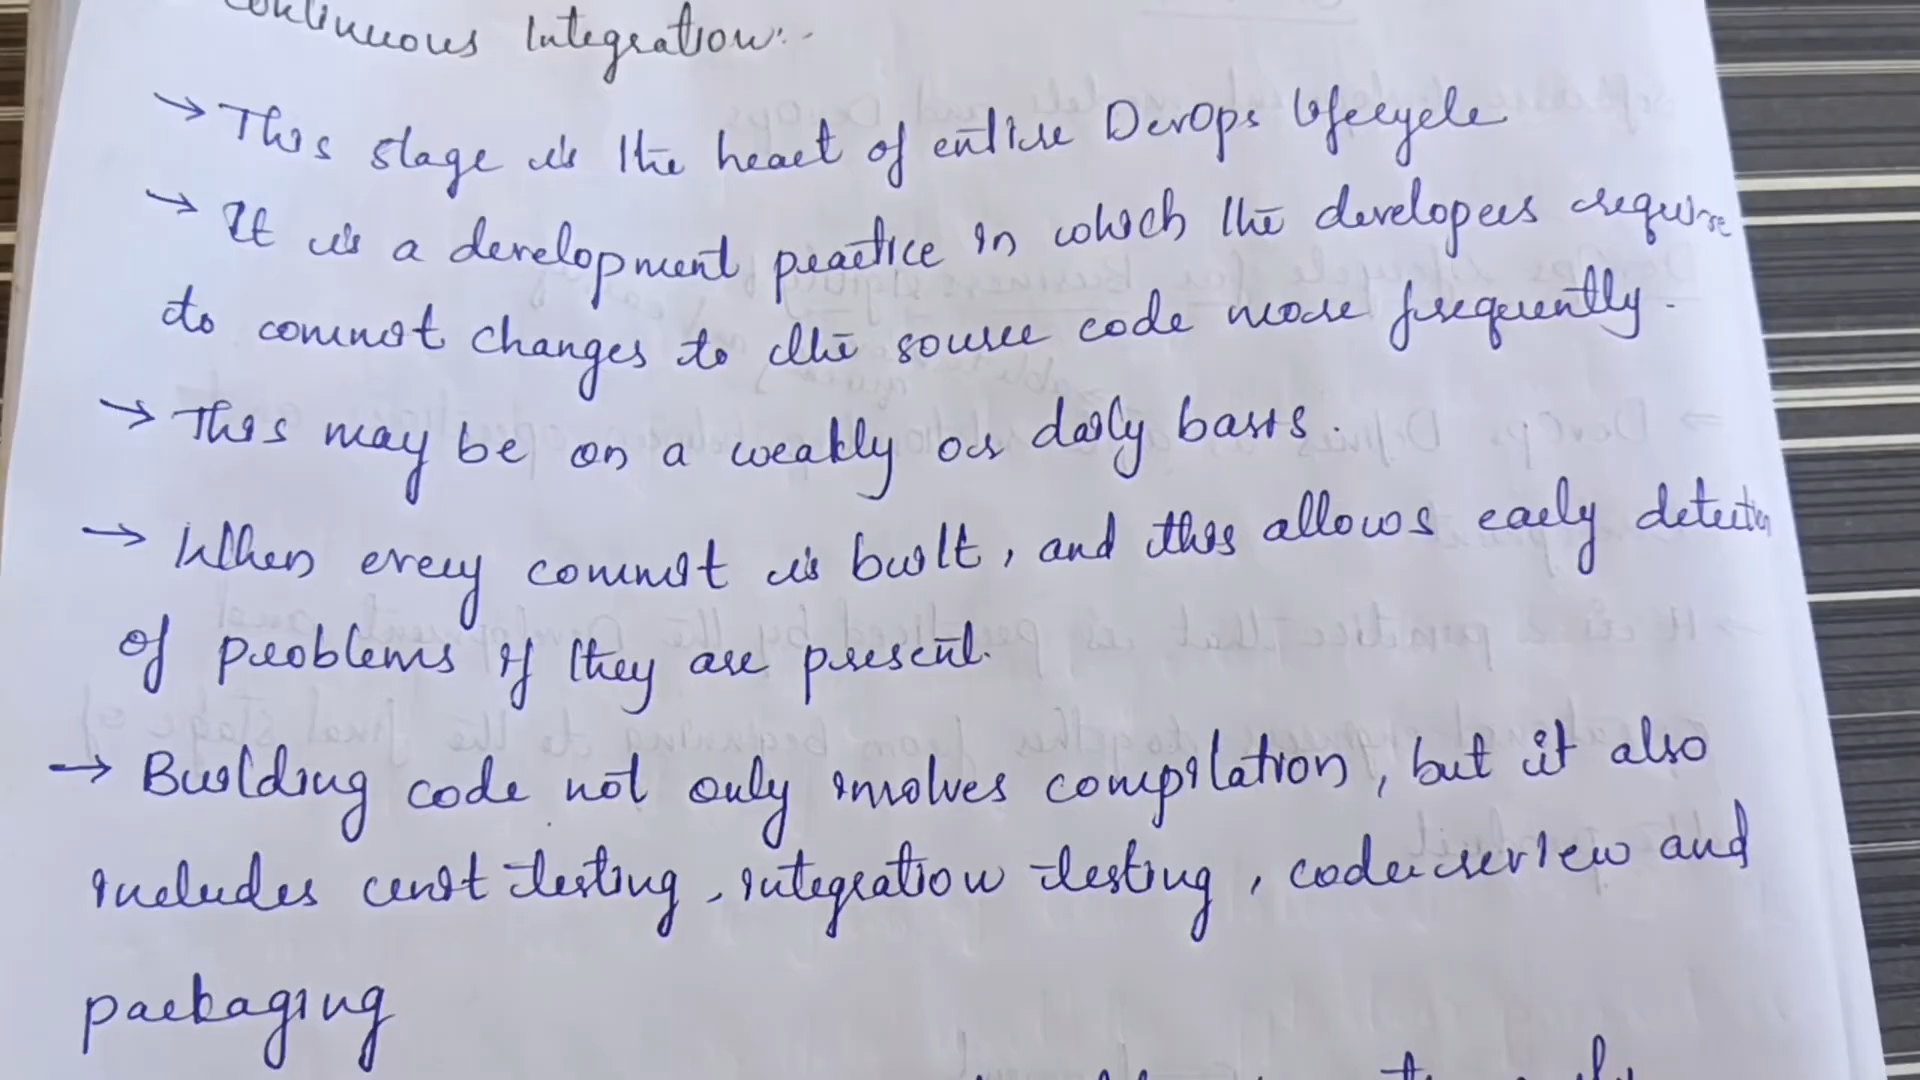 Continuous Integration:-
→ This stage is the heart of entire DevOps lifecycle
→ It is a development practice in which the developers require
to commit changes to the source code more frequently.
→ This may be on a weakly or daily basis.
→ When every commit is built, and this allows early detection
of problems if they are present.
→ Building code not only involves compilation, but it also
includes unit testing, integration testing, code review and
packaging